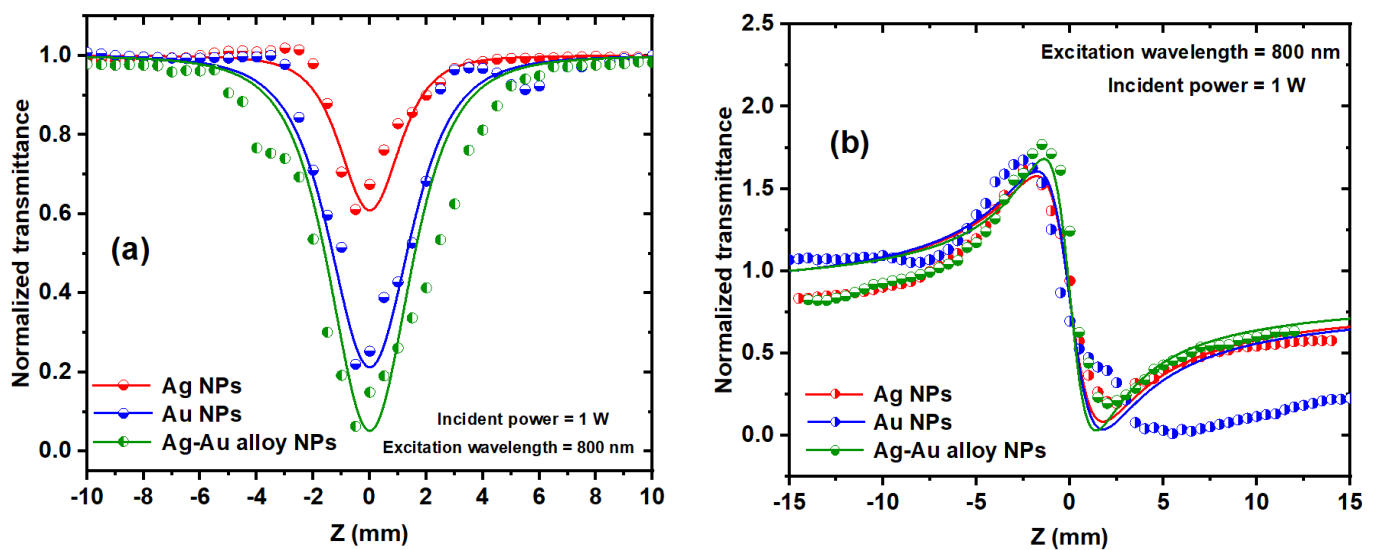 1.0
0.8
0.6
0.4
0.2
0.0
Normalized transmittance
(a)
Ag NPs
Au NPs
Ag-Au alloy NPs
Incident power = 1 W
Excitation wavelength = 800 nm
-10 -8 -6 -4 -2 0 2 4 6 8 10
Z (mm)
2.5
2.0
1.5
1.0
0.5
0.0
Normalized transmittance
Excitation wavelength = 800 nm
Incident power = 1 W
(b)
Ag NPs
Au NPs
Ag-Au alloy NPs
-15 -10 -5 0 5 10 15
Z (mm)